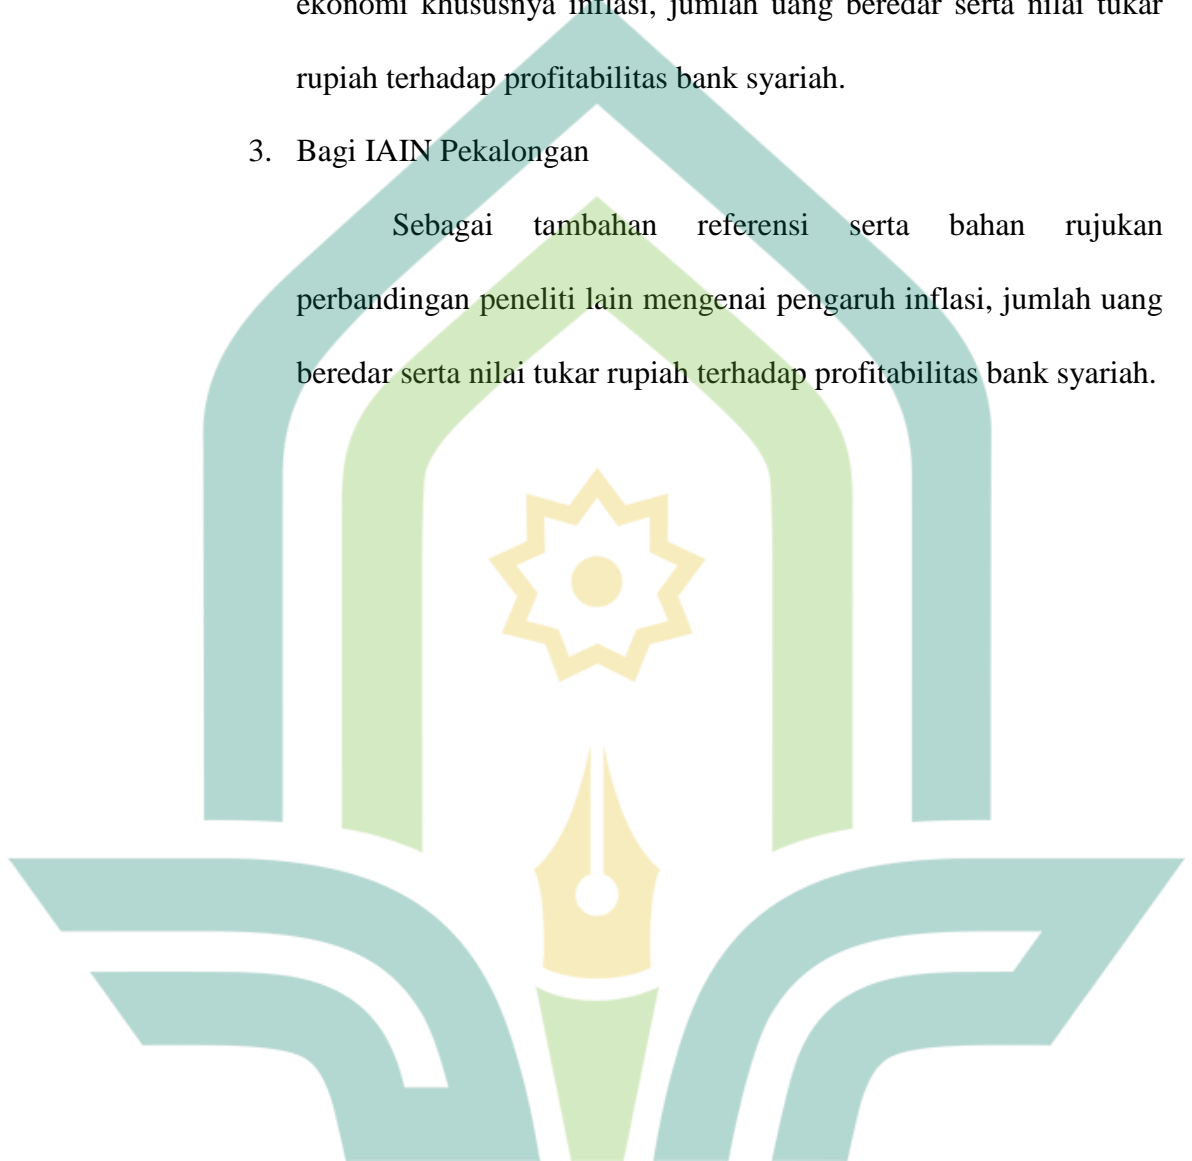 ekonomi khususnya inflasi, jumlah uang beredar serta nilai tukar
rupiah terhadap profitabilitas bank syariah.
3. Bagi IAIN Pekalongan
Sebagai tambahan referensi serta bahan rujukan
perbandingan peneliti lain mengenai pengaruh inflasi, jumlah uang
beredar serta nilai tukar rupiah terhadap profitabilitas bank syariah.